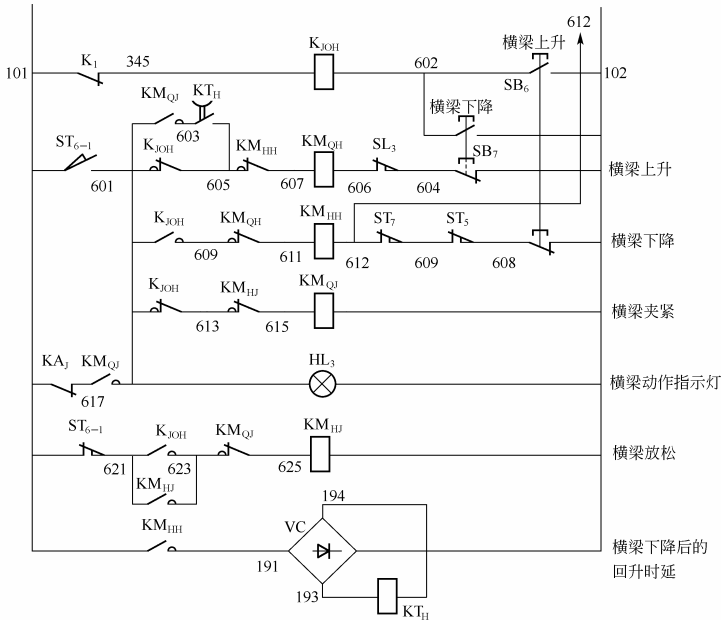 612
横梁上升
K1
345
KJOH
602
101
102
SB6
KMQJ
KTH
横梁下降
603
ST6-1
KJOH
KMHH
KMQH
SL3
SB7
横梁上升
601
605
607
606
604
KJOH
KMQH
KMHH
ST7
ST5
横梁下降
609
611
612
609
608
KJOH
KMHJ
KMQJ
横梁夹紧
613
615
KAJ
KMQJ
HL3
横梁动作指示灯
617
ST6-1
KJOH
KMQJ
KMHJ
横梁放松
621
623
625
KMHJ
194
KMHH
VC
横梁下降后的
191
回升时延
193
KTH